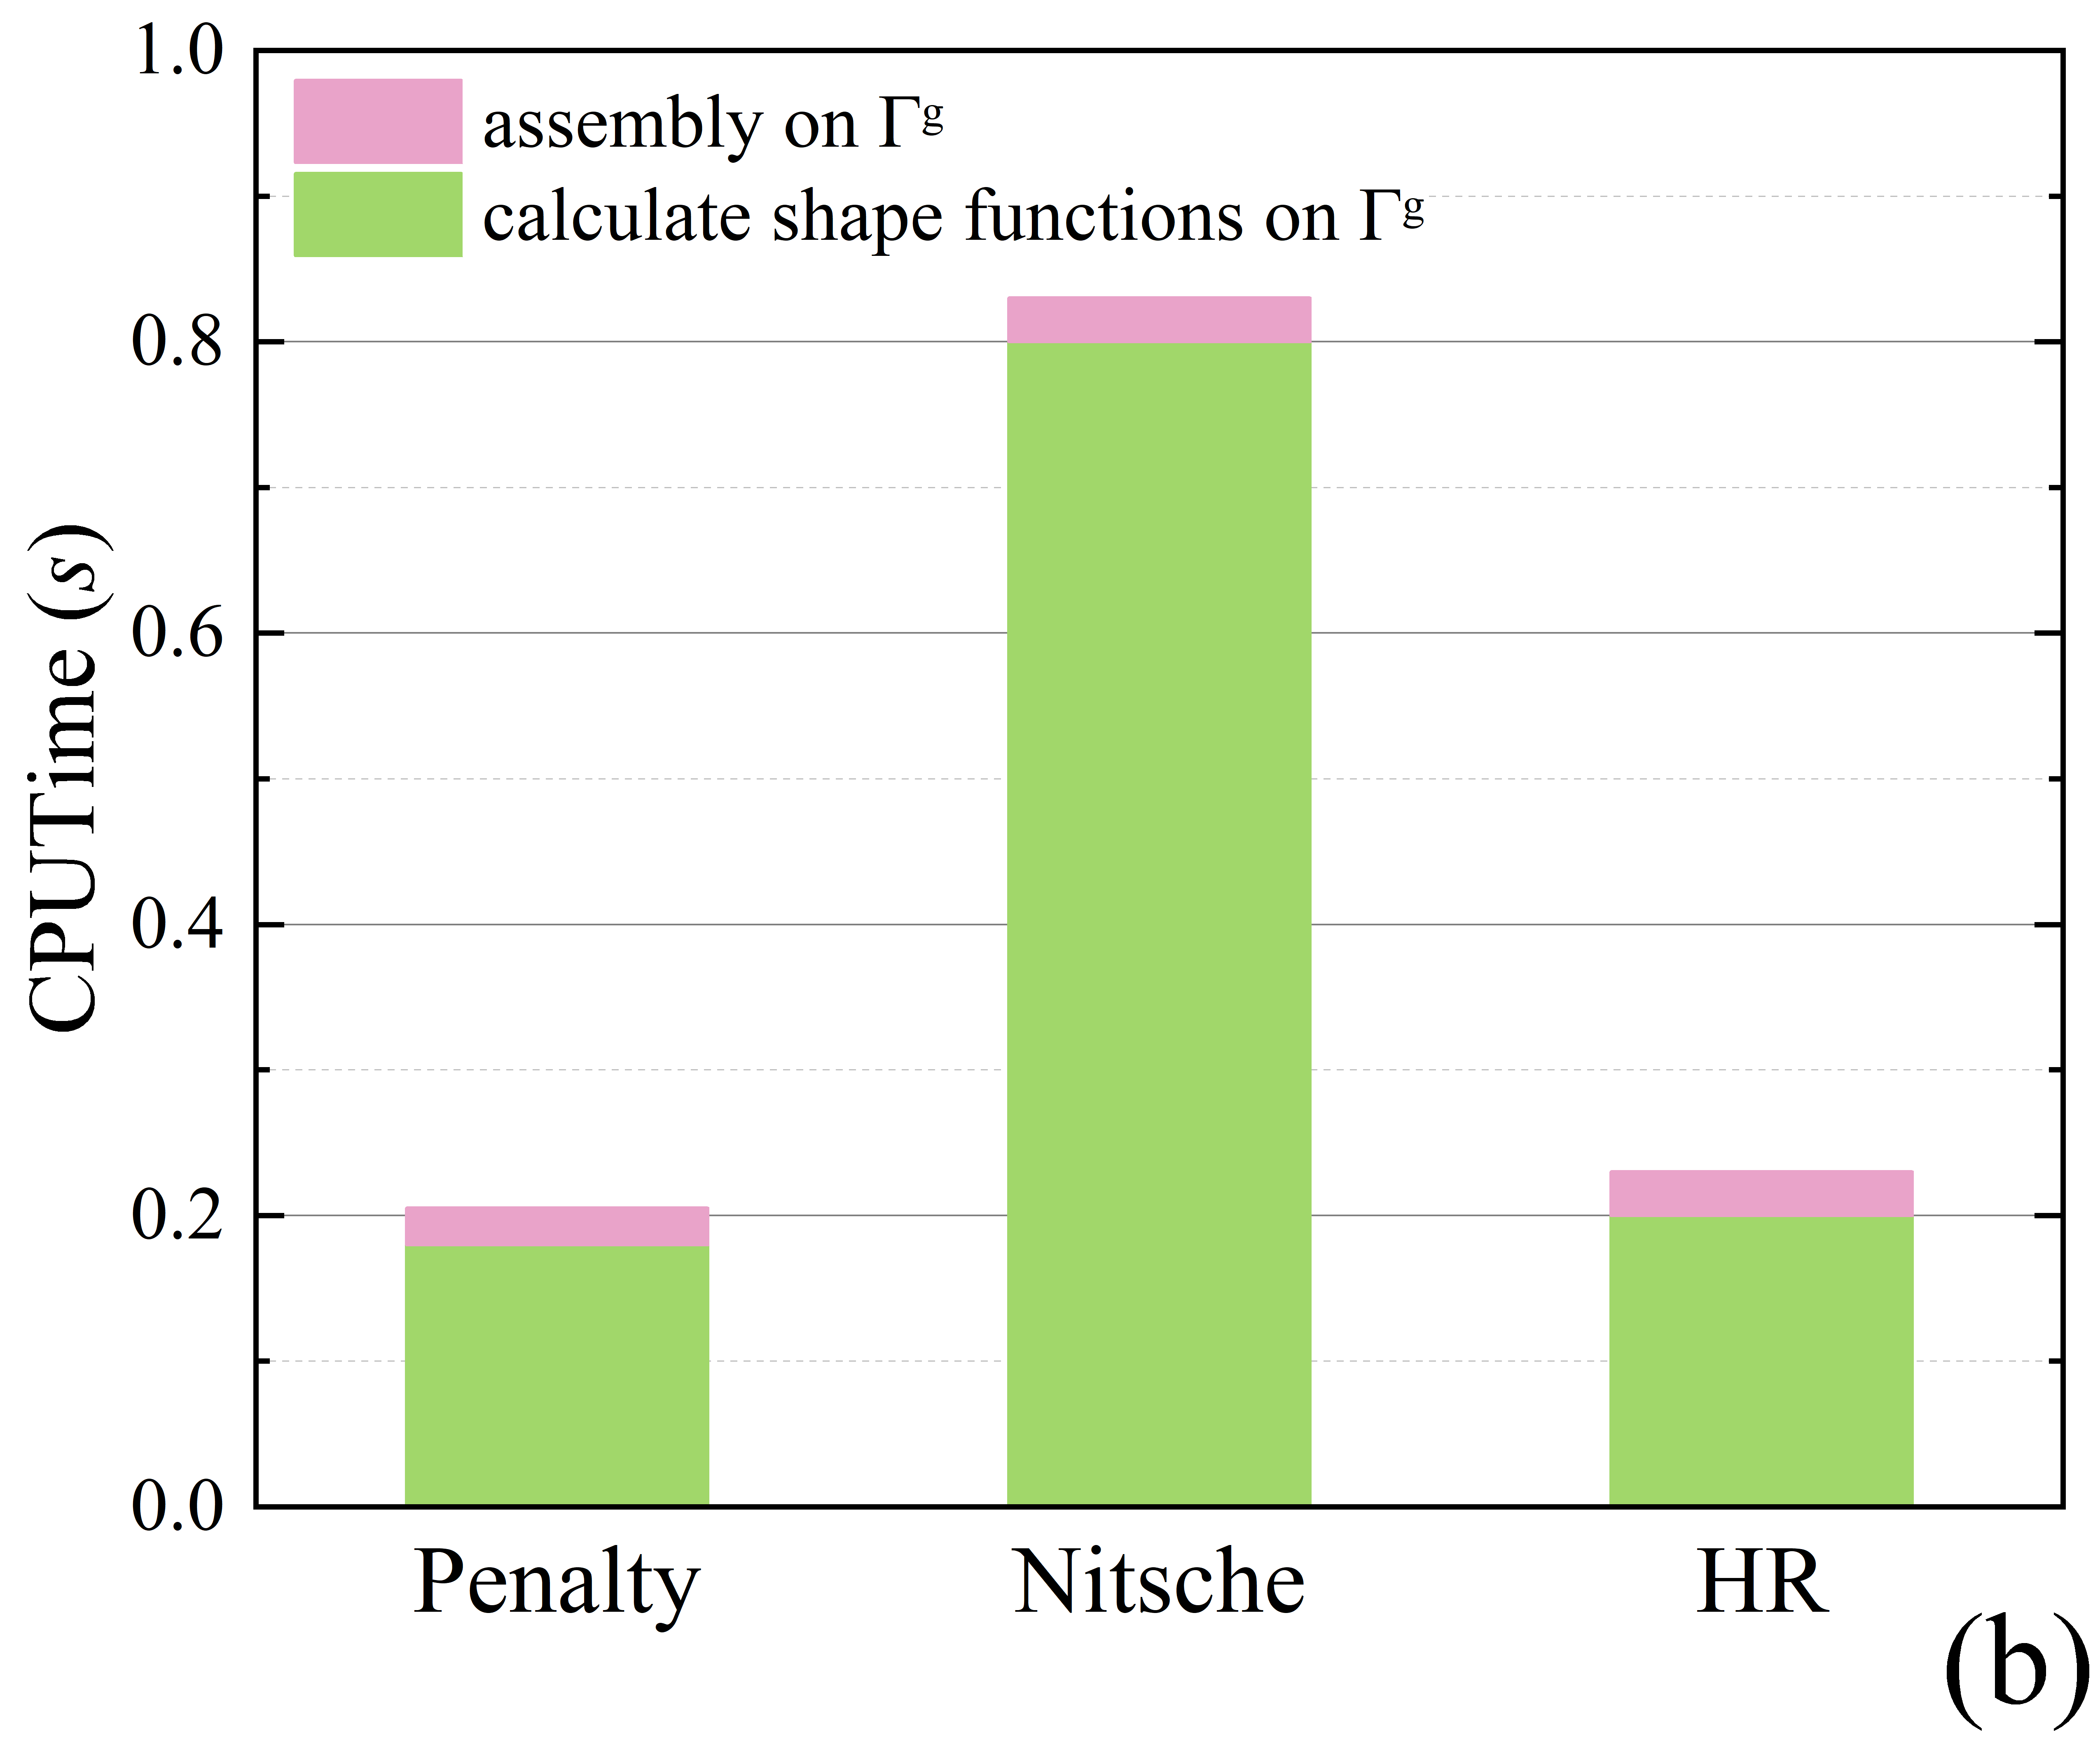 1.0
assembly on Γᵍ
calculate shape functions on Γᵍ
0.8
0.6
0.4
0.2
0.0
CPUTime (s)
Penalty
Nitsche
HR
(b)